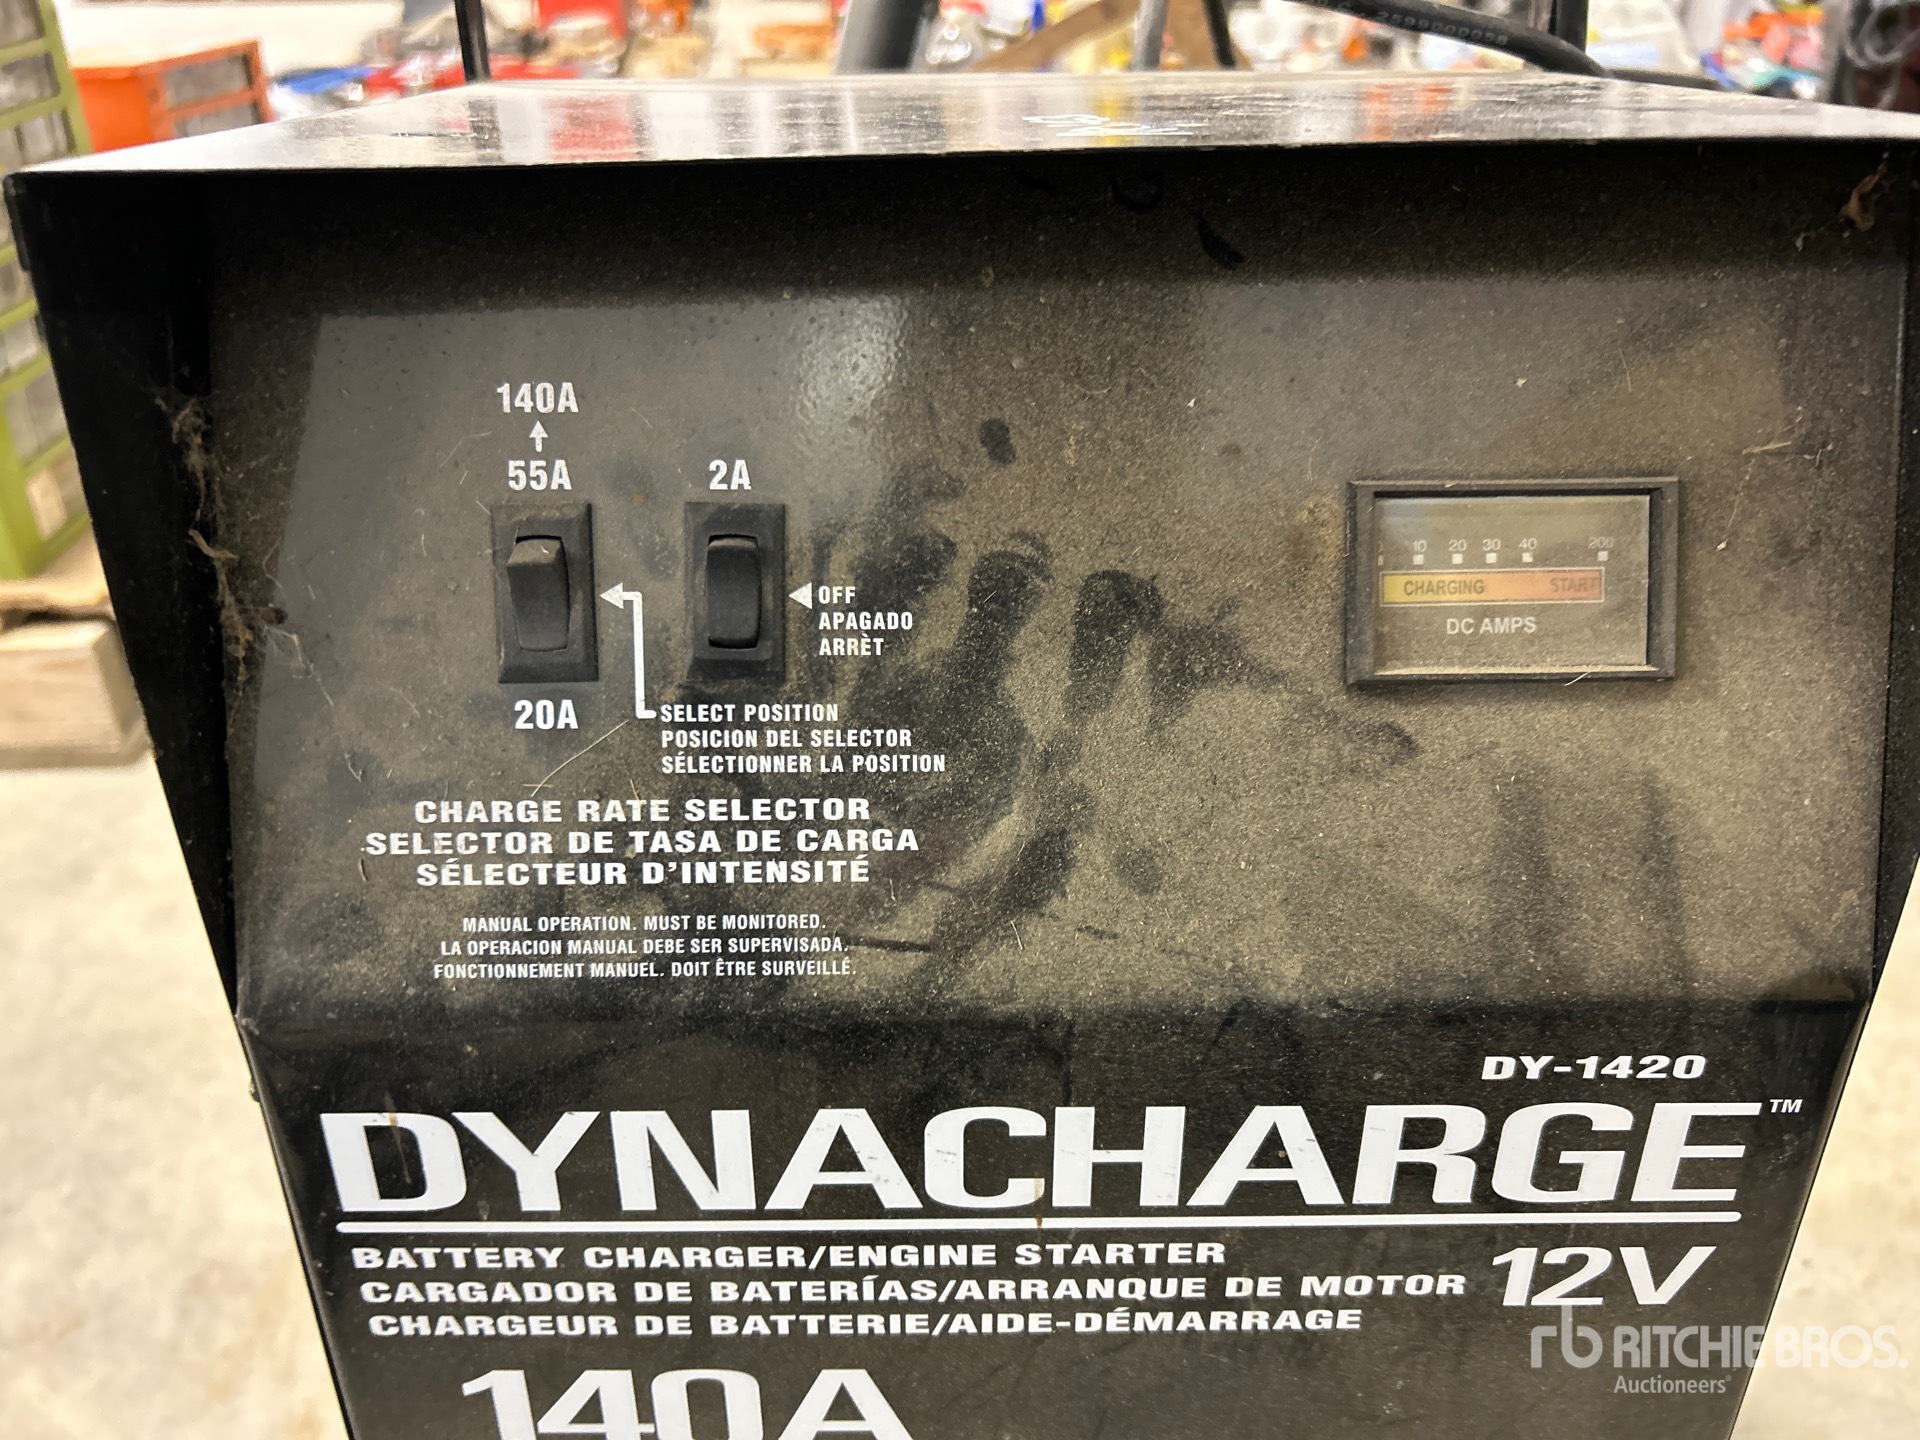 140A
55A
2A
OFF
APAGADO
ARRÈT
20A
SELECT POSITION
POSICION DEL SELECTOR
SÉLECTIONNER LA POSITION
CHARGE RATE SELECTOR
SELECTOR DE TASA DE CARGA
SÉLECTEUR D'INTENSITÉ
MANUAL OPERATION. MUST BE MONITORED.
LA OPERACION MANUAL DEBE SER SUPERVISADA.
FONCTIONNEMENT MANUEL. DOIT ÊTRE SURVEILLÉ.
10 20 30 40 200
CHARGING START
DC AMPS
DY-1420
DYNACHARGE™
BATTERY CHARGER/ENGINE STARTER
CARGADOR DE BATERÍAS/ARRANQUE DE MOTOR
CHARGEUR DE BATTERIE/AIDE-DÉMARRAGE
12V
140A
rb RITCHIE BROS.
Auctioneers